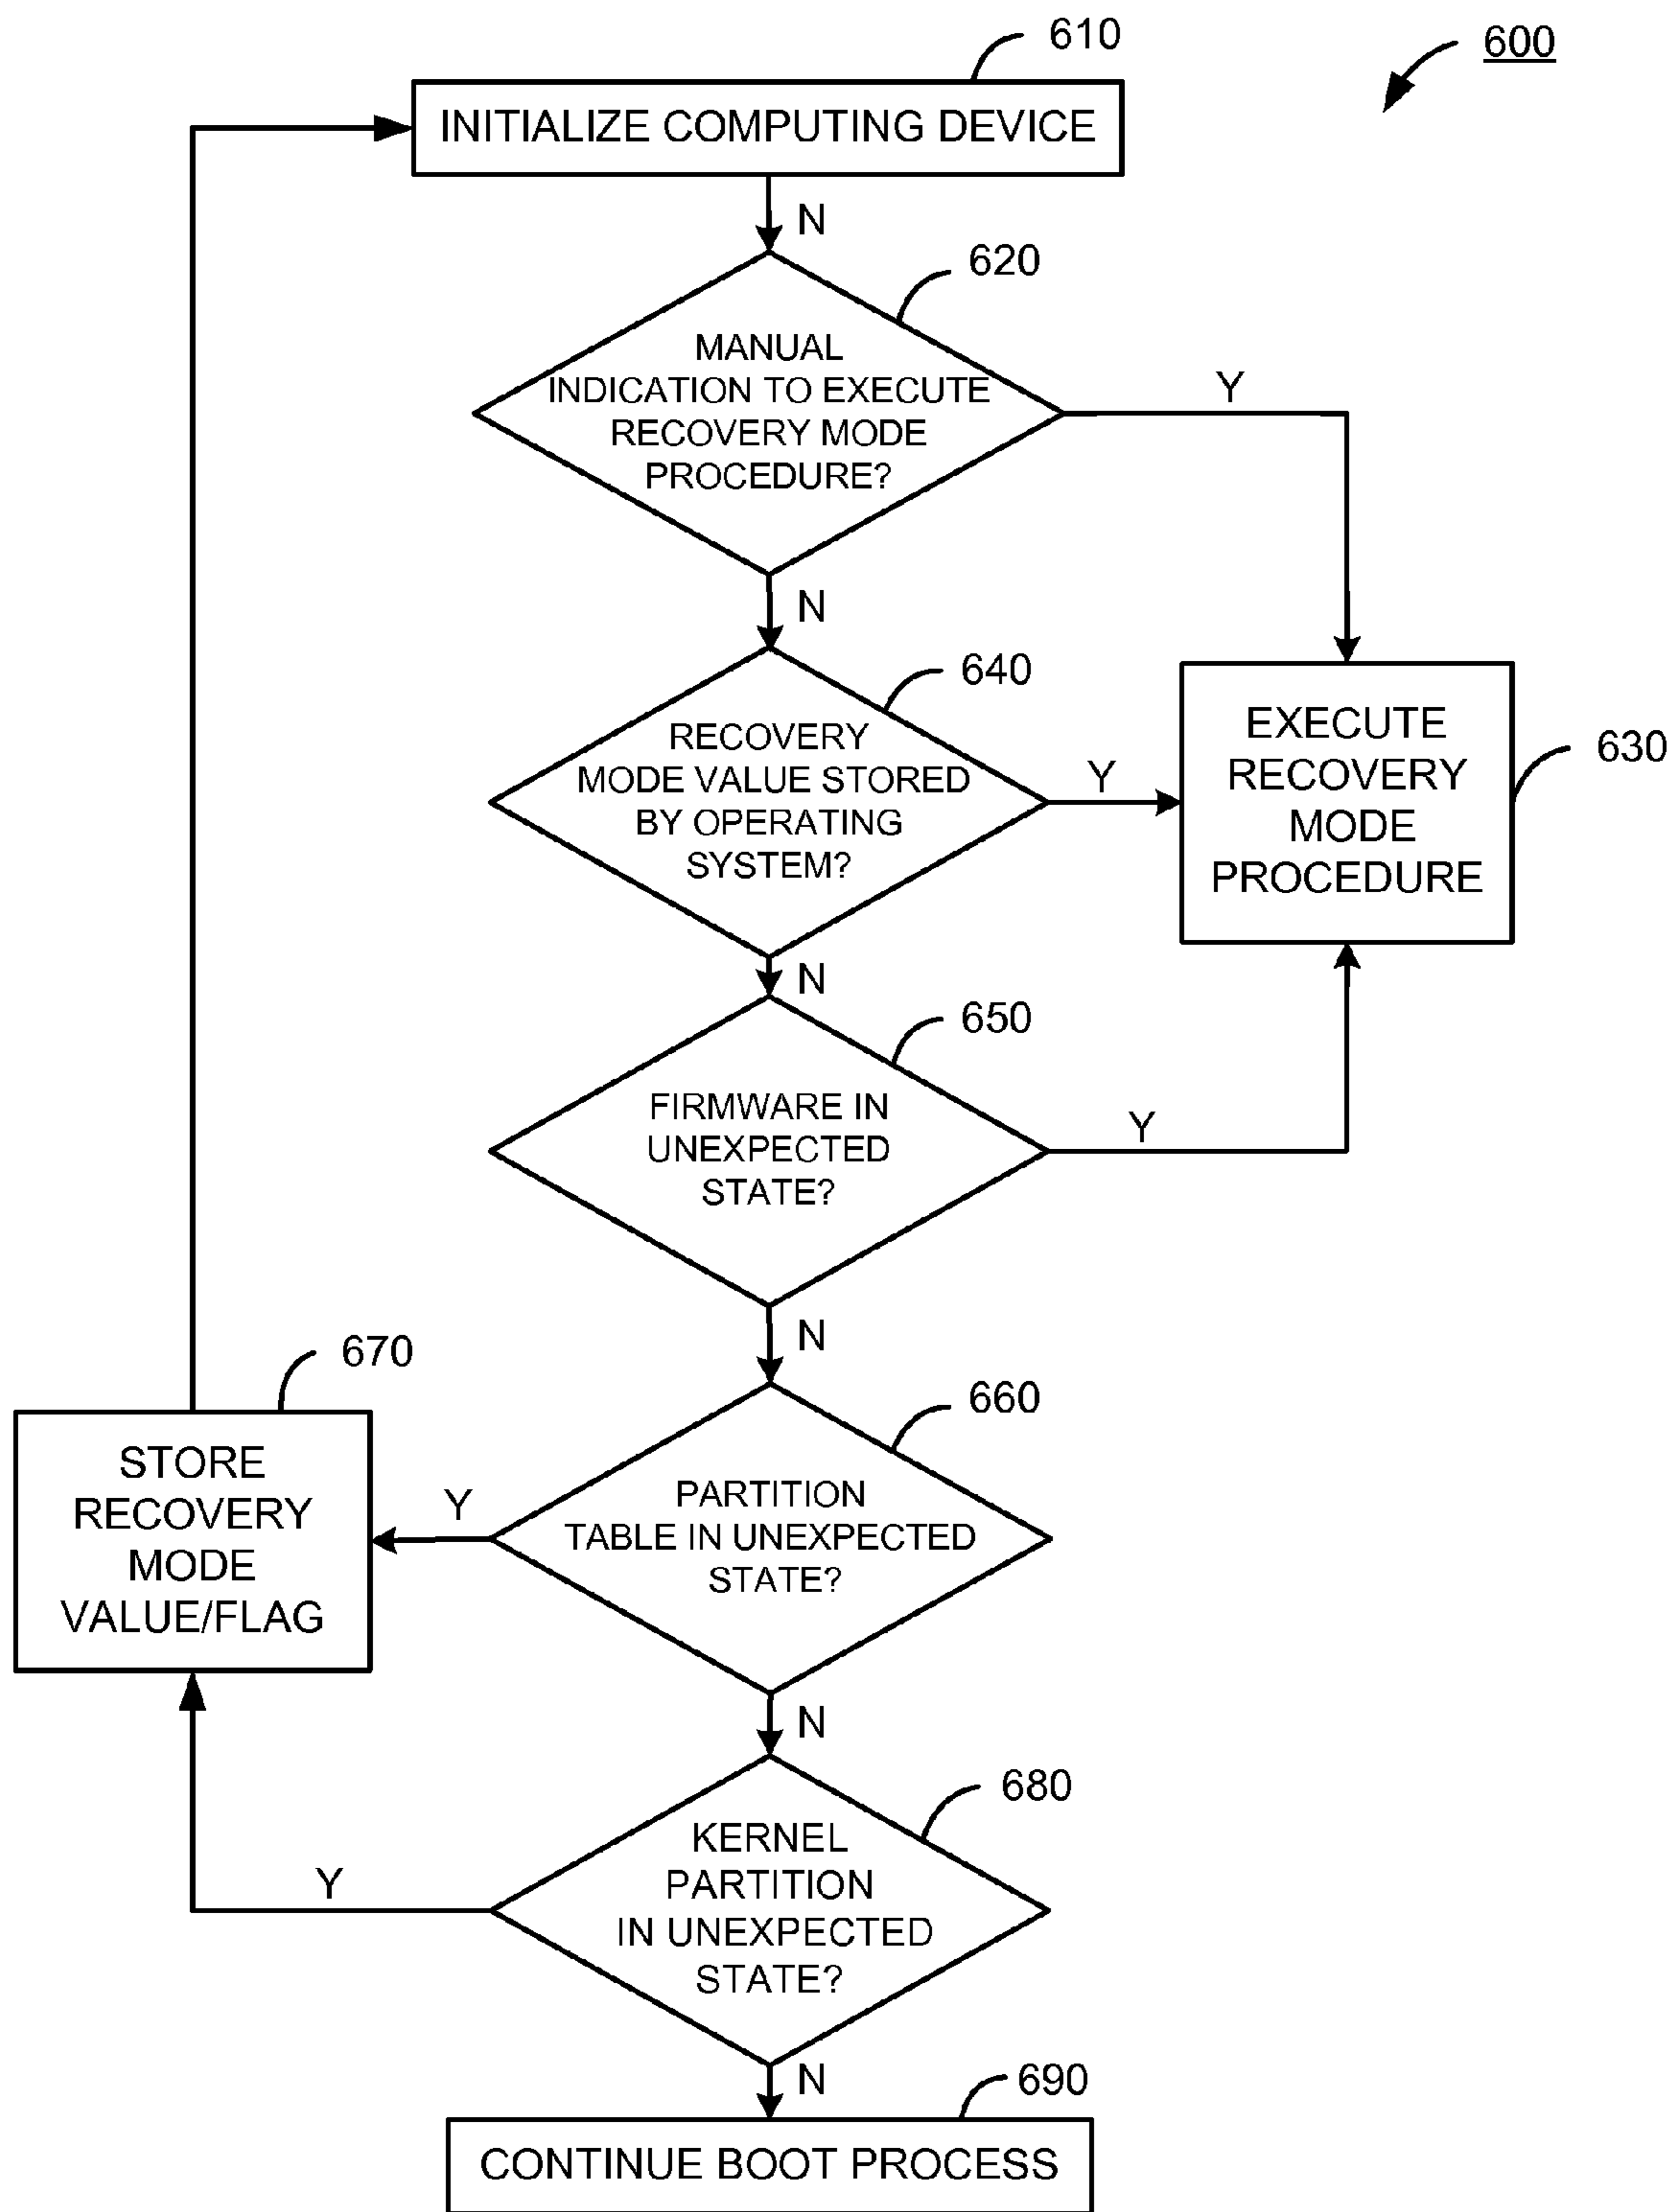 610
600
INITIALIZE COMPUTING DEVICE
N
620
MANUAL
INDICATION TO EXECUTE
RECOVERY MODE
PROCEDURE?
Y
N
640
RECOVERY
MODE VALUE STORED
BY OPERATING
SYSTEM?
Y
EXECUTE
RECOVERY
MODE
PROCEDURE
630
N
650
FIRMWARE IN
UNEXPECTED
STATE?
Y
N
660
PARTITION
TABLE IN UNEXPECTED
STATE?
Y
670
STORE
RECOVERY
MODE
VALUE/FLAG
N
680
KERNEL
PARTITION
IN UNEXPECTED
STATE?
Y
N
690
CONTINUE BOOT PROCESS